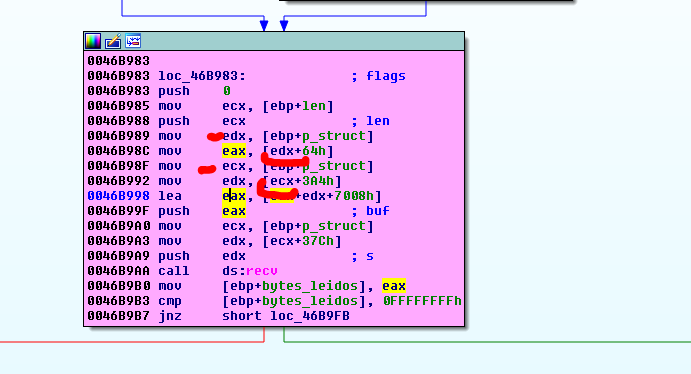 0046B983
0046B983 loc_46B983: ; flags
0046B983 push 0
0046B985 mov ecx, [ebp+len]
0046B988 push ecx ; len
0046B989 mov edx, [ebp+p_struct]
0046B98C mov eax, [edx+64h]
0046B98F mov ecx, [ebp+p_struct]
0046B992 mov edx, [ecx+3A4h]
0046B998 lea eax, [+edx+7008h]
0046B99F push eax ; buf
0046B9A0 mov ecx, [ebp+p_struct]
0046B9A3 mov edx, [ecx+37Ch]
0046B9A9 push edx ; s
0046B9AA call ds:recv
0046B9B0 mov [ebp+bytes_leidos], eax
0046B9B3 cmp [ebp+bytes_leidos], 0FFFFFFFFh
0046B9B7 jnz short loc_46B9FB